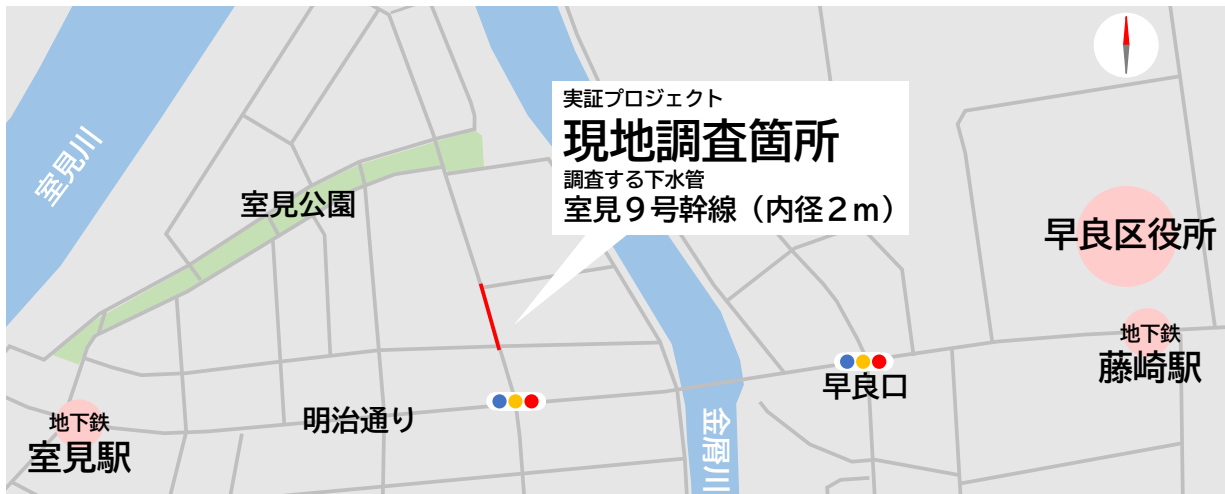 実証プロジェクト
現地調査箇所
調査する下水管
室見9号幹線（内径2m）
室見川
室見公園
早良区役所
地下鉄
藤崎駅
早良口
明治通り
地下鉄
室見駅
金屑川